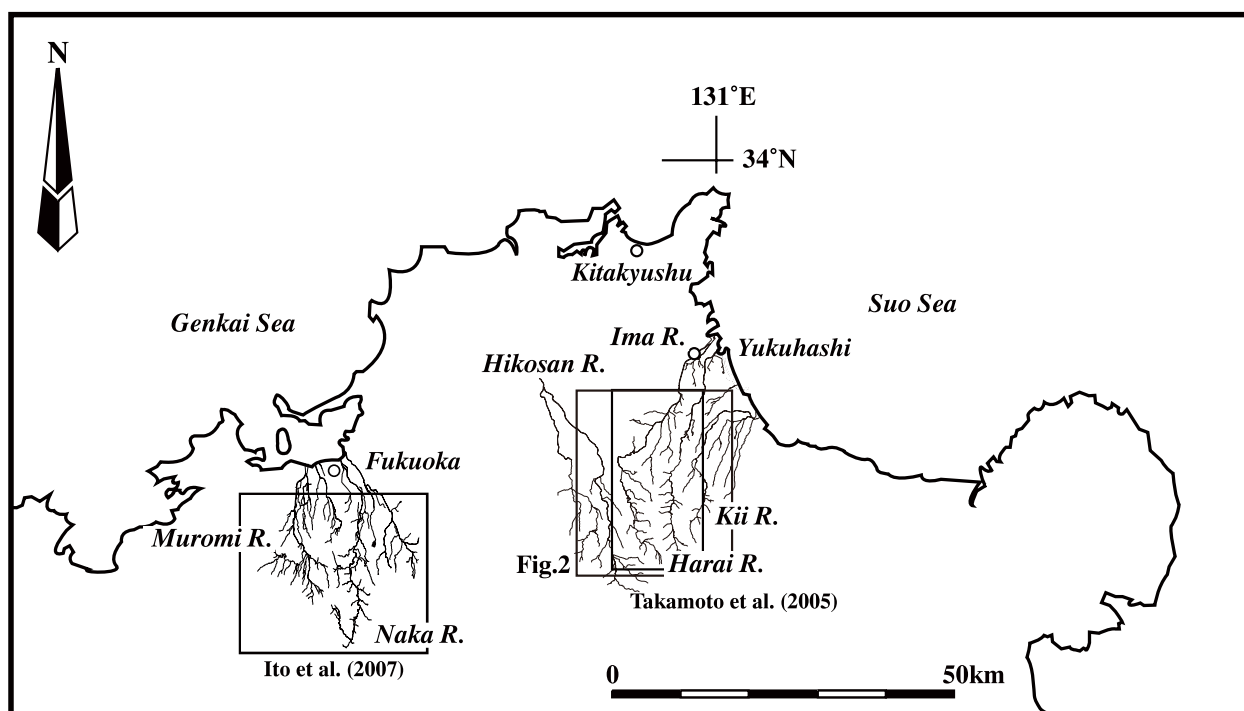 N
131°E
34°N
Kitakyushu
Genkai Sea
Suo Sea
Ima R.
Yukuhashi
Hikosan R.
Fukuoka
Muromi R.
Kii R.
Fig.2
Harai R.
Takamoto et al. (2005)
Naka R.
Ito et al. (2007)
0
50km